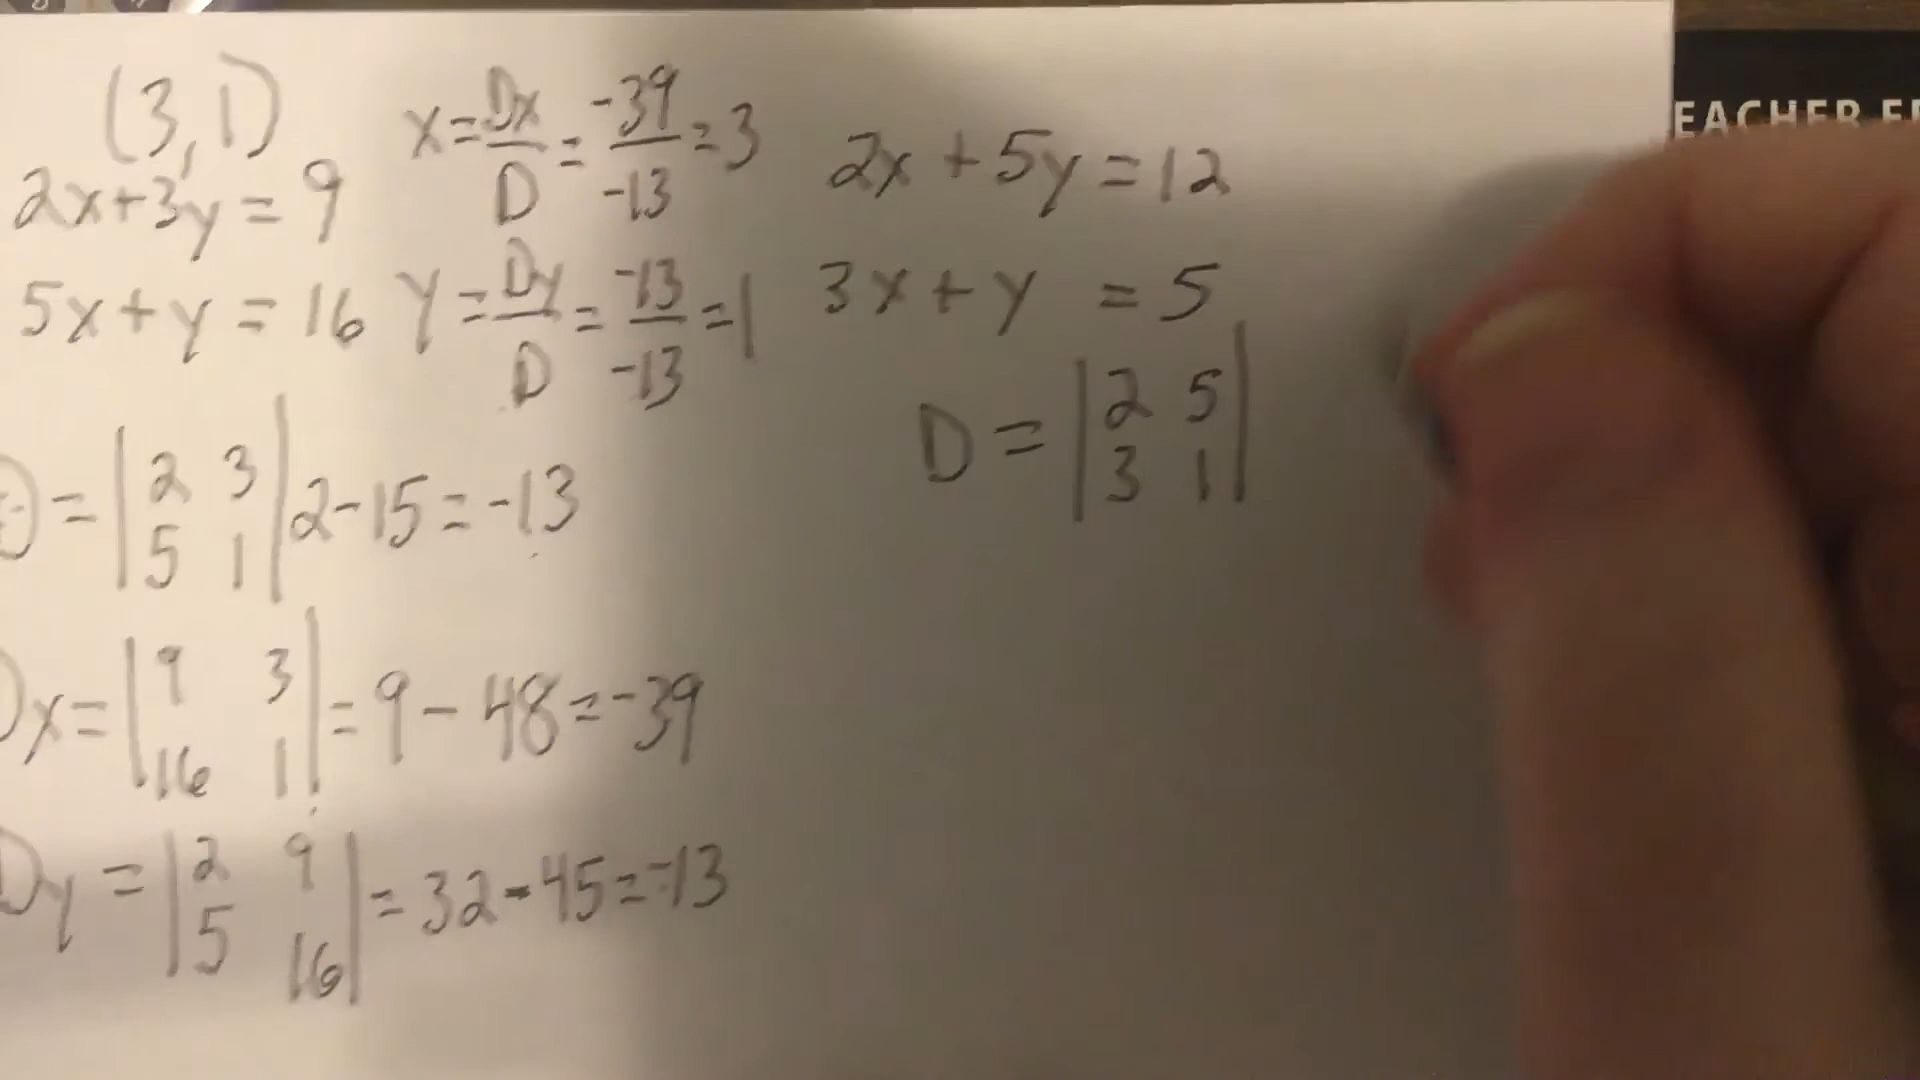 (3, 1)
2x+3y = 9
5x+y = 16
x = Dx/D = -39/-13 = 3
y = Dy/D = -13/-13 = 1
D = |2 3|
|5 1| 2-15 = -13
Dx = |9 3|
|16 1| = 9 - 48 = -39
Dy = |2 9|
|5 16| = 32 - 45 = -13
2x + 5y = 12
3x + y = 5
D = |2 5|
|3 1|
EACHER